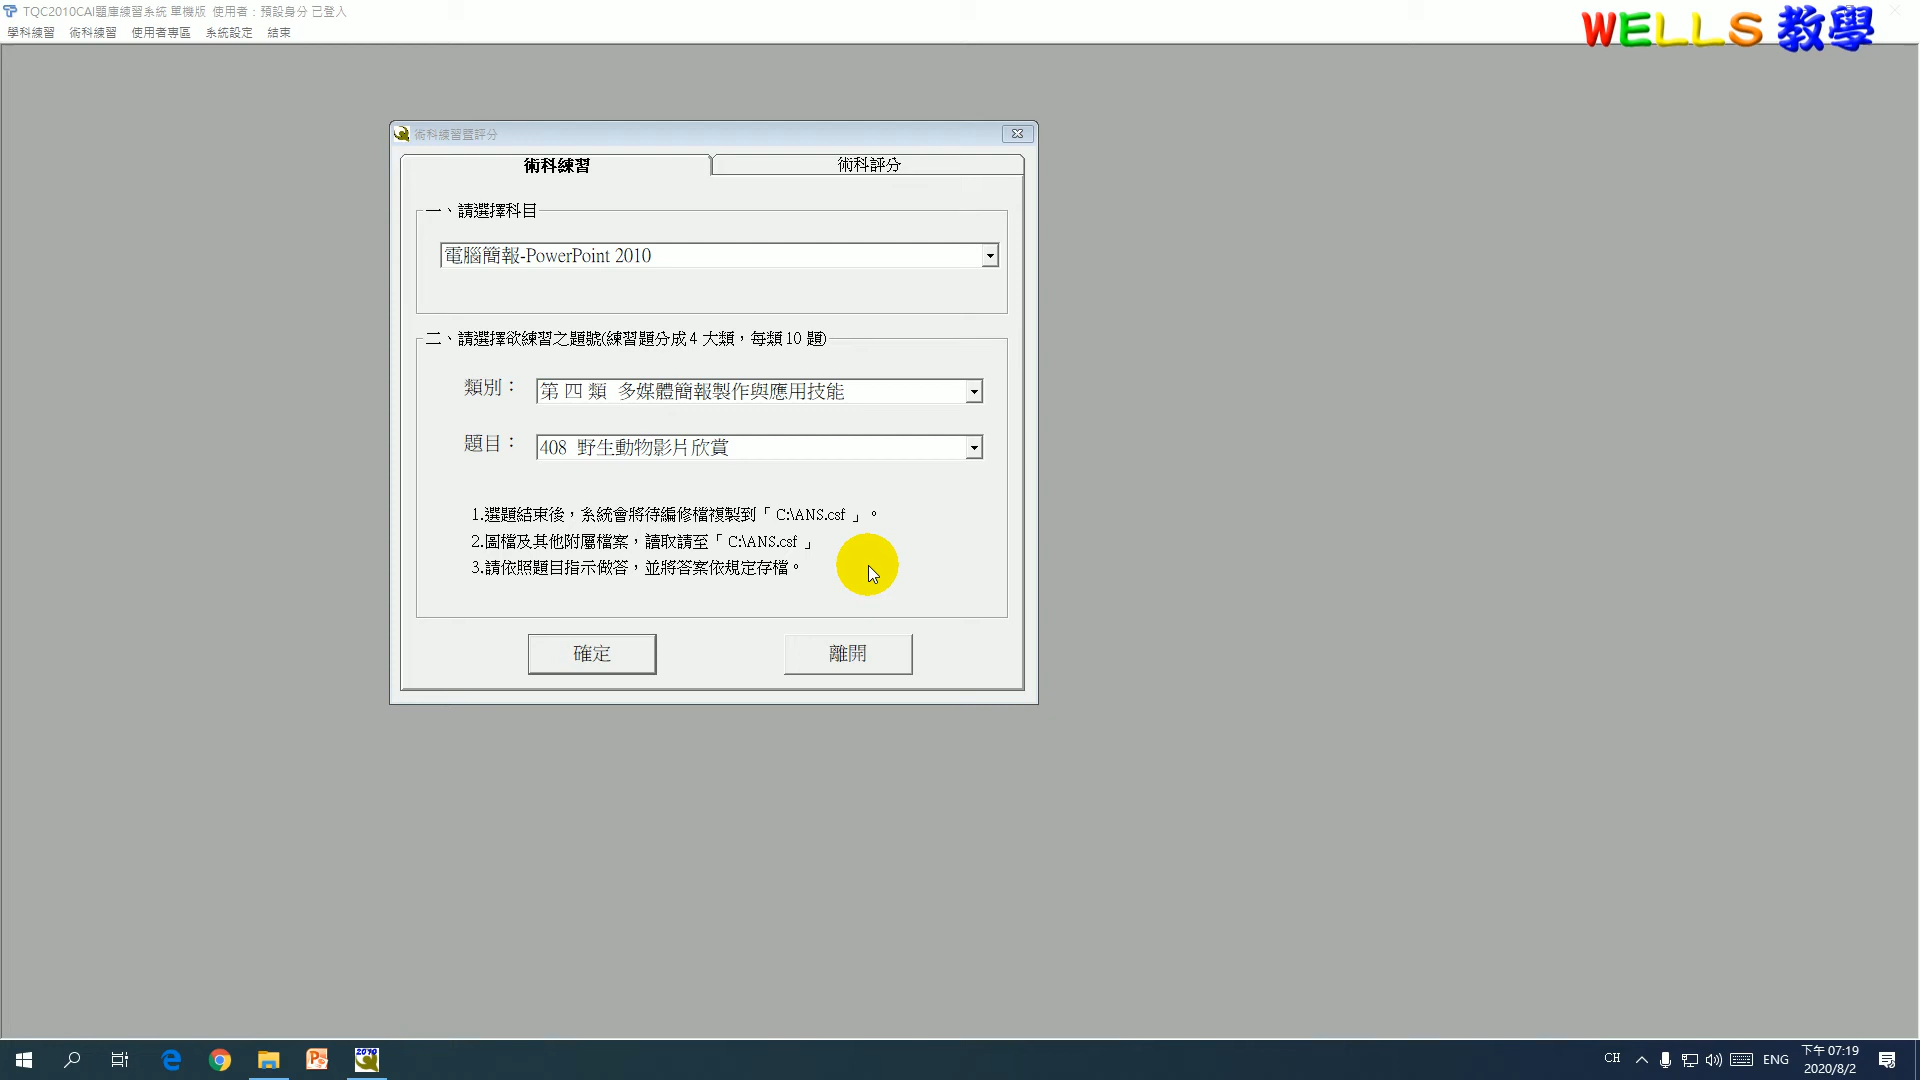 TQC2010CAI題庫練習系統 單機版 使用者：預設身分 已登入
學科練習 術科練習 使用者專區 系統設定 結束
WELLS 教學
術科練習暨評分
術科練習 術科評分
一、請選擇科目
電腦簡報-PowerPoint 2010
二、請選擇欲練習之題號(練習題分成 4 大類，每類 10 題)
類別： 第 四 類 多媒體簡報製作與應用技能
題目： 408 野生動物影片欣賞
1.選題結束後，系統會將待編修檔複製到「 C:\ANS.csf 」。
2.圖檔及其他附屬檔案，讀取請至「 C:\ANS.csf 」
3.請依照題目指示做答，並將答案依規定存檔。
確定 離開
2010
CH ENG 下午 07:19
2020/8/2